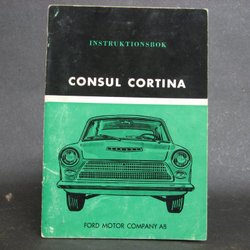 INSTRUKTIONSBOK
CONSUL CORTINA
FORD MOTOR COMPANY AB